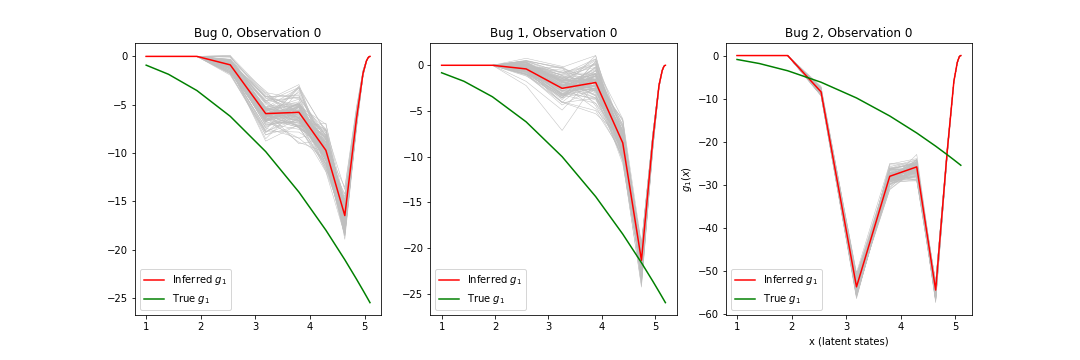 Bug 0, Observation 0
0
−5
−10
−15
−20
−25
Inferred g₁
True g₁
1 2 3 4 5
Bug 1, Observation 0
0
−5
−10
−15
−20
−25
Inferred g₁
True g₁
1 2 3 4 5
Bug 2, Observation 0
g₁(x)
0
−10
−20
−30
−40
−50
−60
Inferred g₁
True g₁
1 2 3 4 5
x (latent states)